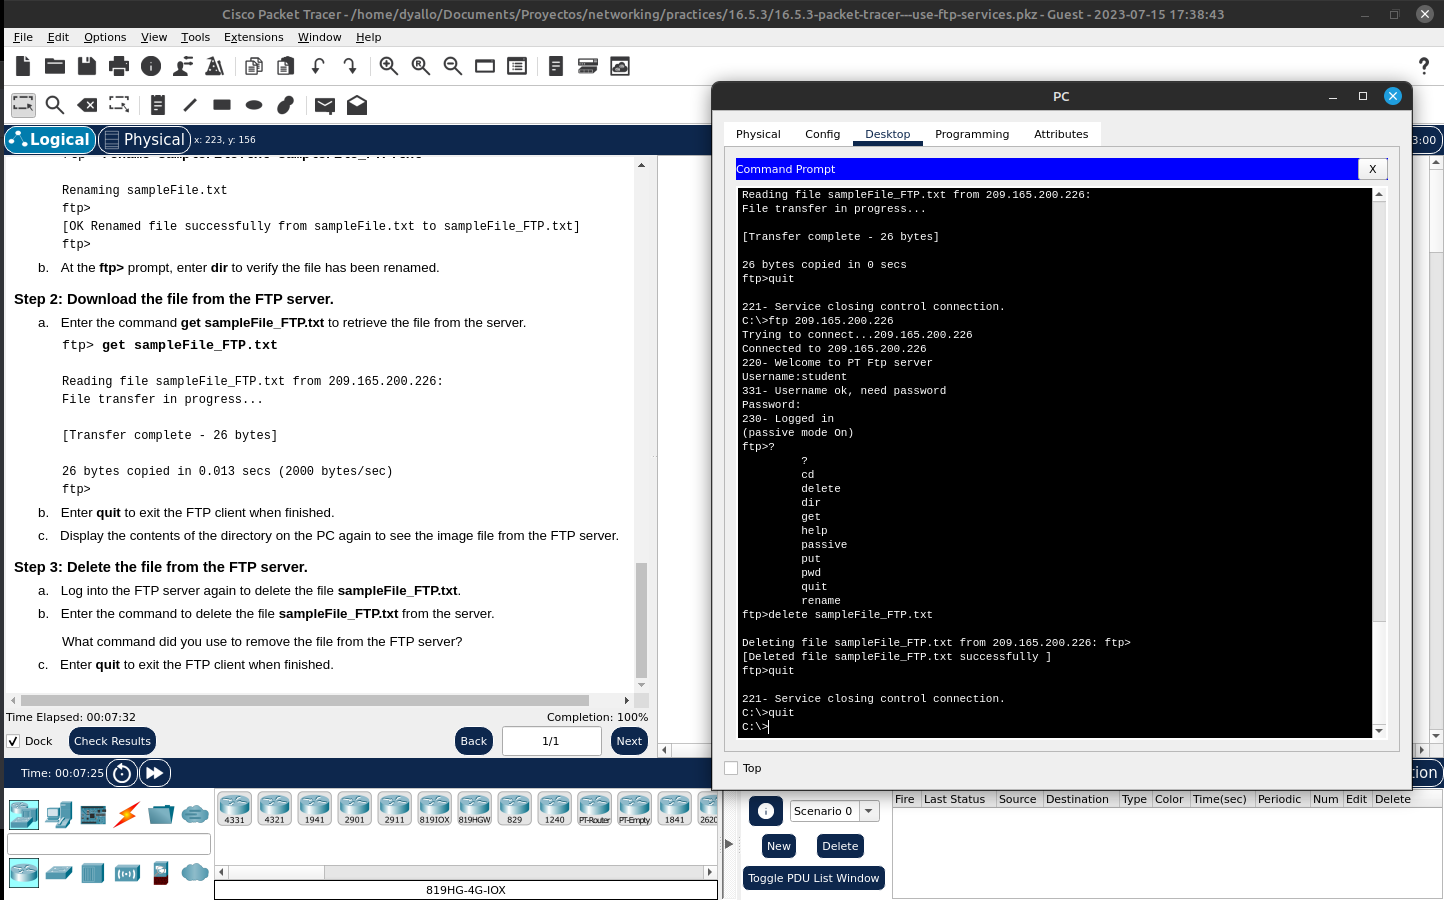 Cisco Packet Tracer - /home/dyallo/Documents/Proyectos/networking/practices/16.5.3/16.5.3-packet-tracer---use-ftp-services.pkz - Guest - 2023-07-15 17:38:43
File Edit Options View Tools Extensions Window Help
?
Logical Physical x: 223, y: 156
3:00
Renaming sampleFile.txt
ftp>
[OK Renamed file successfully from sampleFile.txt to sampleFile_FTP.txt]
ftp>
b. At the ftp> prompt, enter dir to verify the file has been renamed.
Step 2: Download the file from the FTP server.
a. Enter the command get sampleFile_FTP.txt to retrieve the file from the server.
ftp> get sampleFile_FTP.txt
Reading file sampleFile_FTP.txt from 209.165.200.226:
File transfer in progress...
[Transfer complete - 26 bytes]
26 bytes copied in 0.013 secs (2000 bytes/sec)
ftp>
b. Enter quit to exit the FTP client when finished.
c. Display the contents of the directory on the PC again to see the image file from the FTP server.
Step 3: Delete the file from the FTP server.
a. Log into the FTP server again to delete the file sampleFile_FTP.txt.
b. Enter the command to delete the file sampleFile_FTP.txt from the server.
What command did you use to remove the file from the FTP server?
c. Enter quit to exit the FTP client when finished.
Time Elapsed: 00:07:32 Completion: 100%
Dock Check Results Back 1/1 Next
PC
Physical Config Desktop Programming Attributes
Command Prompt X
Reading file sampleFile_FTP.txt from 209.165.200.226:
File transfer in progress...
[Transfer complete - 26 bytes]
26 bytes copied in 0 secs
ftp>quit
221- Service closing control connection.
C:\>ftp 209.165.200.226
Trying to connect...209.165.200.226
Connected to 209.165.200.226
220- Welcome to PT Ftp server
Username:student
331- Username ok, need password
Password:
230- Logged in
(passive mode On)
ftp>?
?
cd
delete
dir
get
help
passive
put
pwd
quit
rename
ftp>delete sampleFile_FTP.txt
Deleting file sampleFile_FTP.txt from 209.165.200.226: ftp>
[Deleted file sampleFile_FTP.txt successfully ]
ftp>quit
221- Service closing control connection.
C:\>quit
C:\>
Top
Time: 00:07:25
tion
4331 4321 1941 2901 2911 819IOX 819HGW 829 1240 PT-Router PT-Empty 1841 2620
819HG-4G-IOX
Scenario 0
New Delete
Toggle PDU List Window
Fire Last Status Source Destination Type Color Time(sec) Periodic Num Edit Delete